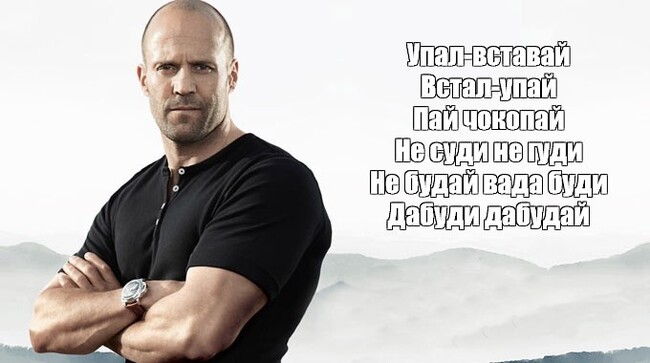 Упал-вставай
Встал-упай
Пай чокопай
Не суди не гуди
Не будай вада буди
Дабуди дабудай